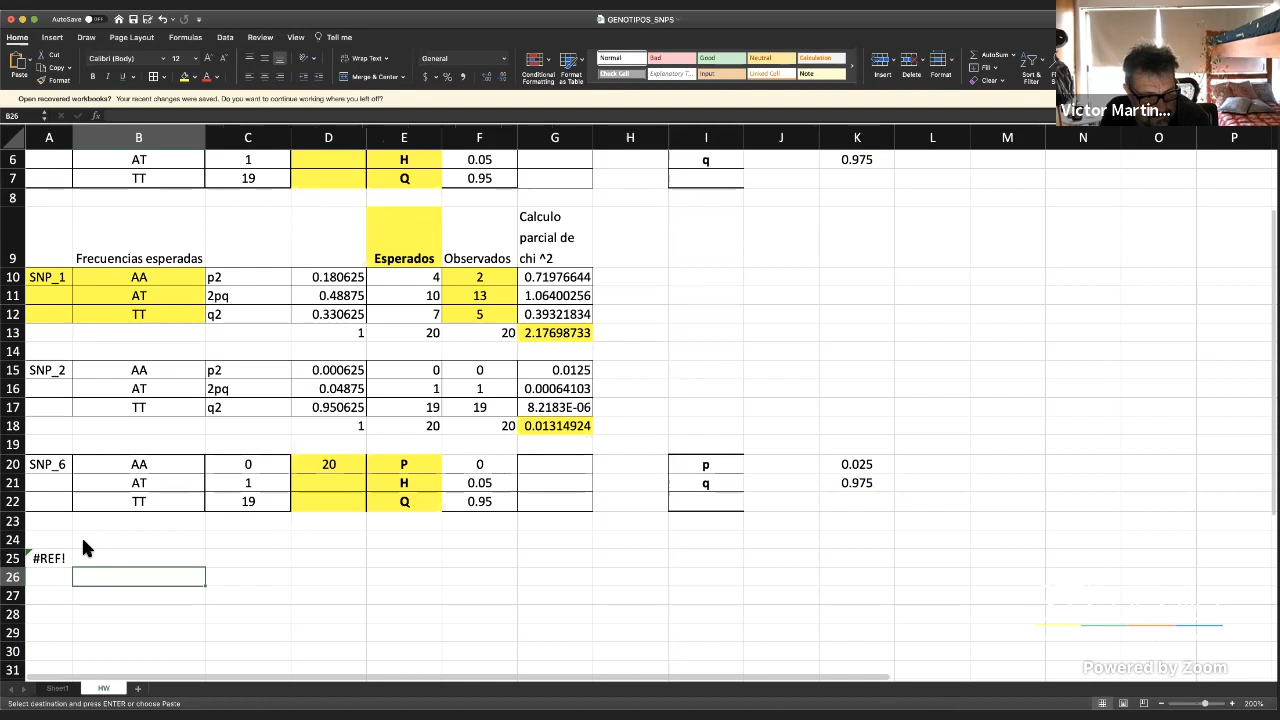 AutoSave OFF GENOTIPOS_SNPS
Home Insert Draw Page Layout Formulas Data Review View Tell me
Paste Cut Copy Format Calibri (Body) 12 Wrap Text Merge & Center General Conditional Formatting Format as Table Normal Bad Good Neutral Calculation Check Cell Explanatory T... Input Linked Cell Note Insert Delete Format AutoSum Fill Clear Sort & Filter
Victor Martin...
Open recovered workbooks? Your recent changes were saved. Do you want to continue working where you left off?
B26 fx
A B C D E F G H I J K L M N O P
6 AT 1 H 0.05 q 0.975
7 TT 19 Q 0.95
8
9 Frecuencias esperadas Esperados Observados Calculo parcial de chi ^2
10 SNP_1 AA p2 0.180625 4 2 0.71976644
11 AT 2pq 0.48875 10 13 1.06400256
12 TT q2 0.330625 7 5 0.39321834
13 1 20 20 2.17698733
14
15 SNP_2 AA p2 0.000625 0 0 0.0125
16 AT 2pq 0.04875 1 1 0.00064103
17 TT q2 0.950625 19 19 8.2183E-06
18 1 20 20 0.01314924
19
20 SNP_6 AA 0 20 P 0 p 0.025
21 AT 1 H 0.05 q 0.975
22 TT 19 Q 0.95
23
24
25 #REF!
26
27
28
29
30
31
Powered by Zoom
Sheet1 HW +
Select destination and press ENTER or choose Paste 200%